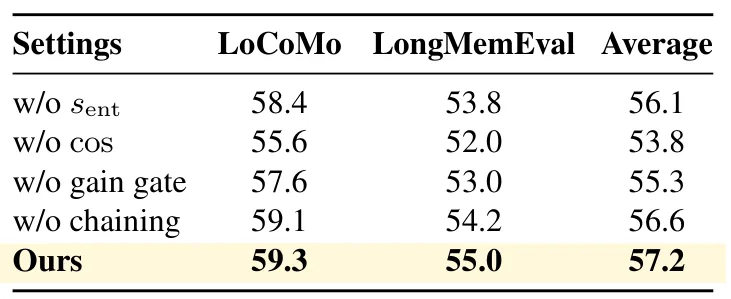 Settings LoCoMo LongMemEval Average
w/o sent 58.4 53.8 56.1
w/o cos 55.6 52.0 53.8
w/o gain gate 57.6 53.0 55.3
w/o chaining 59.1 54.2 56.6
Ours 59.3 55.0 57.2